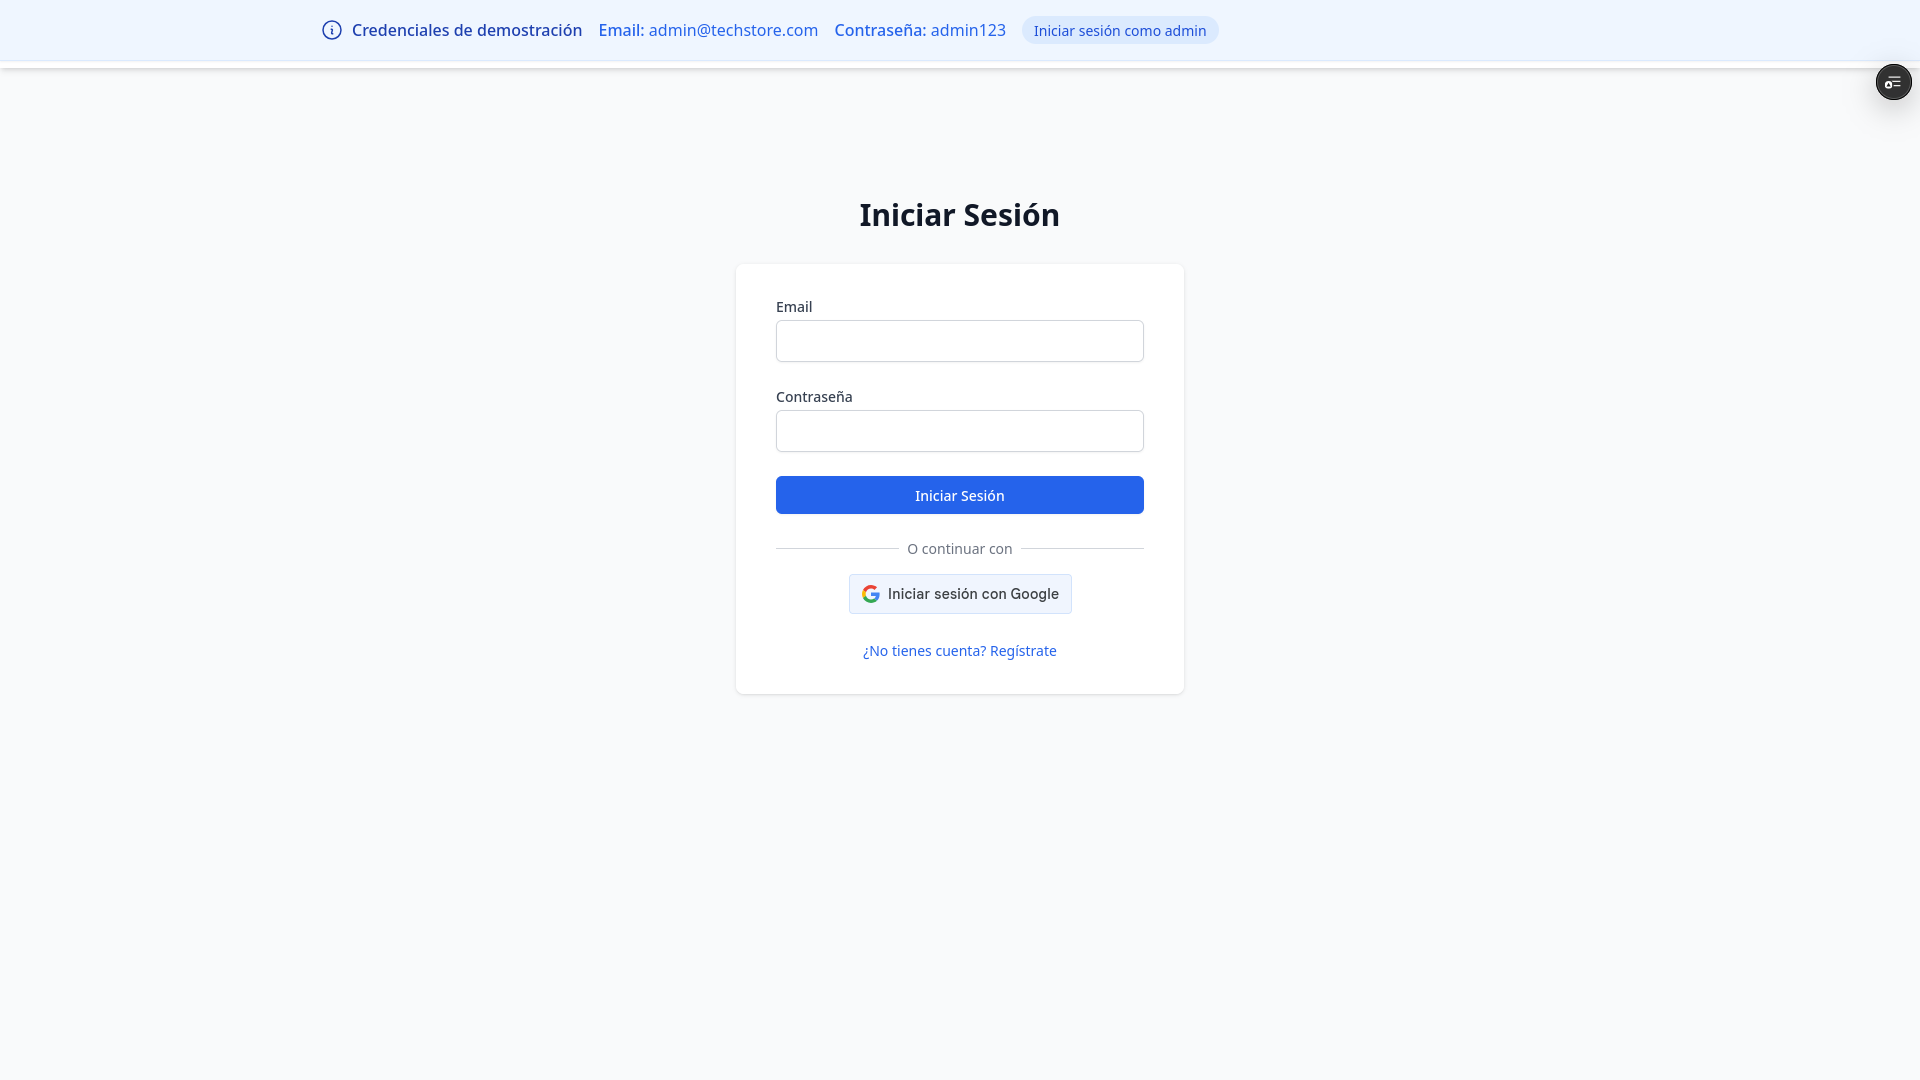 Credenciales de demostración Email: admin@techstore.com Contraseña: admin123 Iniciar sesión como admin
Iniciar Sesión
Email
Contraseña
Iniciar Sesión
O continuar con
Iniciar sesión con Google
¿No tienes cuenta? Regístrate